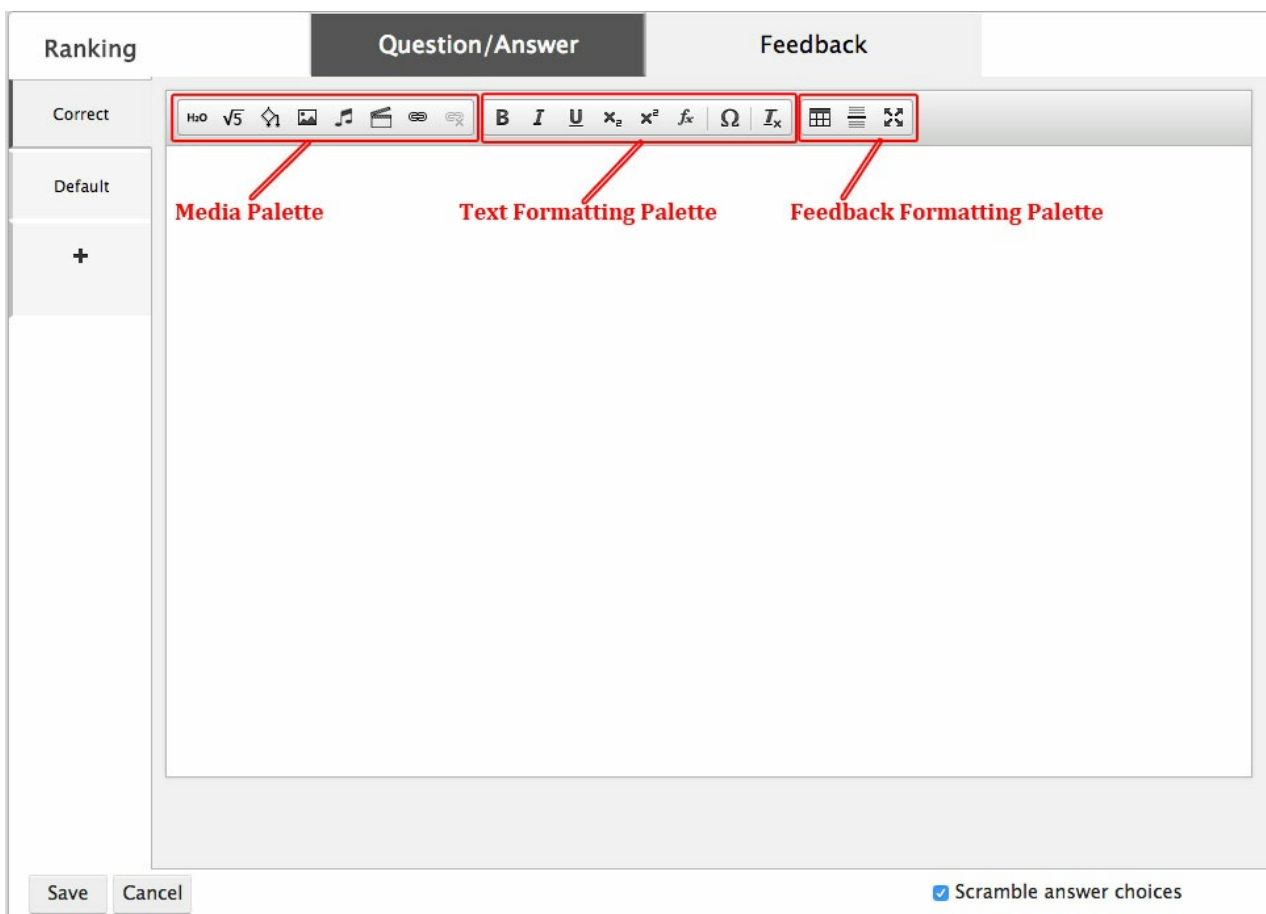 Ranking
Question/Answer
Feedback
Correct
H₂O √5 B I U x₂ x² fx Ω Tx
Default
Media Palette
Text Formatting Palette
Feedback Formatting Palette
+
Save
Cancel
Scramble answer choices